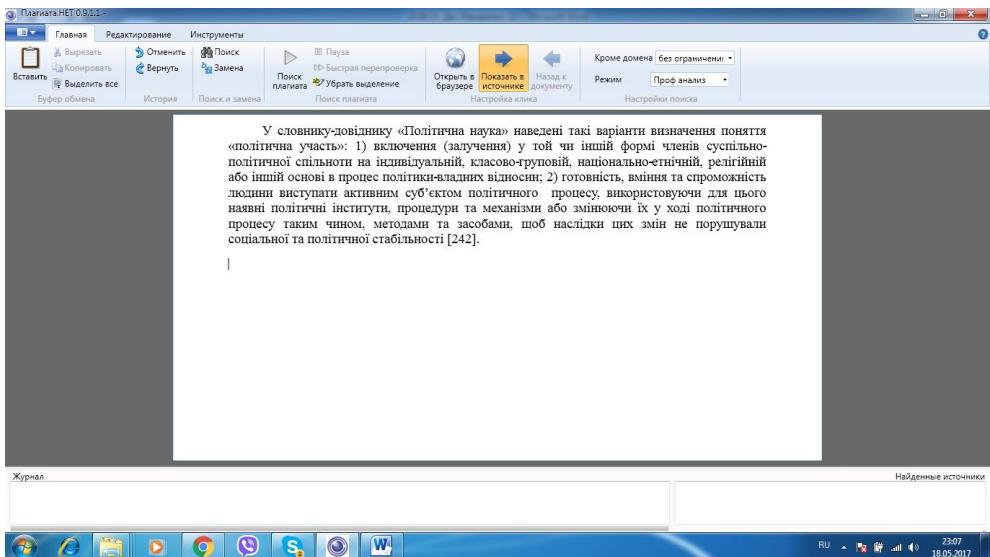 Плагиата.НЕТ 0.9.1.1 -
Главная Редактирование Инструменты
Вставить
Вырезать
Копировать
Выделить все
Буфер обмена
Отменить
Вернуть
История
Поиск
Замена
Поиск и замена
Поиск плагиата
Пауза
Быстрая перепроверка
Убрать выделение
Поиск плагиата
Открыть в браузере
Показать в источнике
Назад к документу
Настройка клика
Кроме домена без ограничени
Режим Проф анализ
Настройки поиска
У словнику-довіднику «Політична наука» наведені такі варіанти визначення поняття
«політична участь»: 1) включення (залучення) у той чи іншій формі членів суспільно-
політичної спільноти на індивідуальній, класово-груповій, національно-етнічній, релігійній
або іншій основі в процес політики-владних відносин; 2) готовність, вміння та спроможність
людини виступати активним суб’єктом політичного процесу, використовуючи для цього
наявні політичні інститути, процедури та механізми або змінюючи їх у ході політичного
процесу таким чином, методами та засобами, щоб наслідки цих змін не порушували
соціальної та політичної стабільності [242].
Журнал
Найденные источники
RU
23:07
18.05.2017